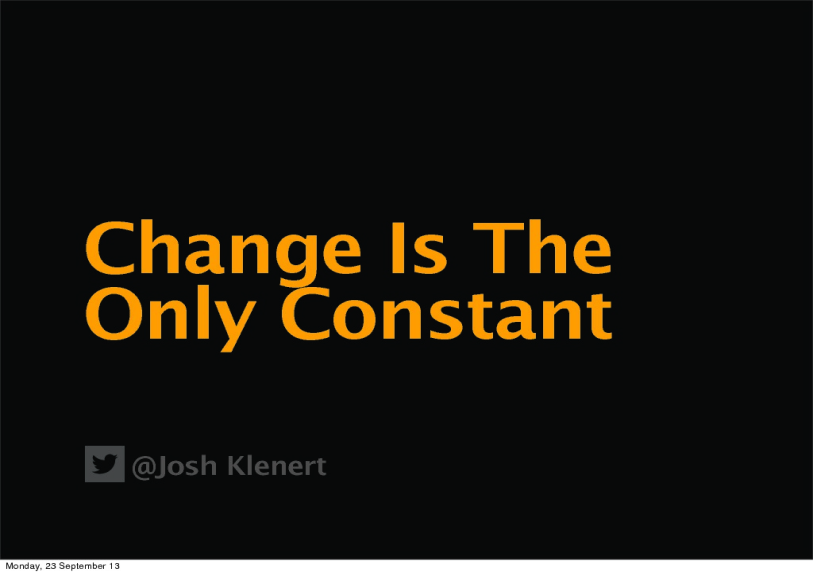 Change Is The
Only Constant
@Josh Klenert
Monday, 23 September 13